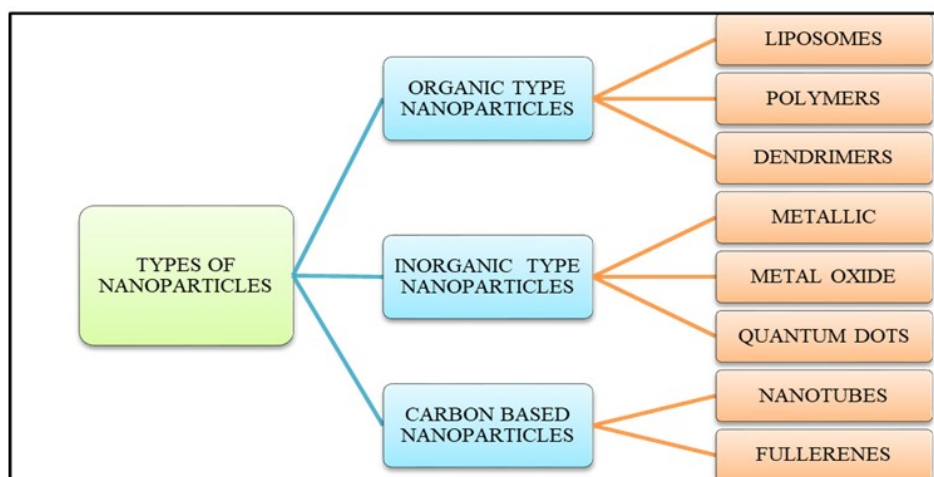 TYPES OF
NANOPARTICLES
ORGANIC TYPE
NANOPARTICLES
LIPOSOMES
POLYMERS
DENDRIMERS
INORGANIC TYPE
NANOPARTICLES
METALLIC
METAL OXIDE
QUANTUM DOTS
CARBON BASED
NANOPARTICLES
NANOTUBES
FULLERENES